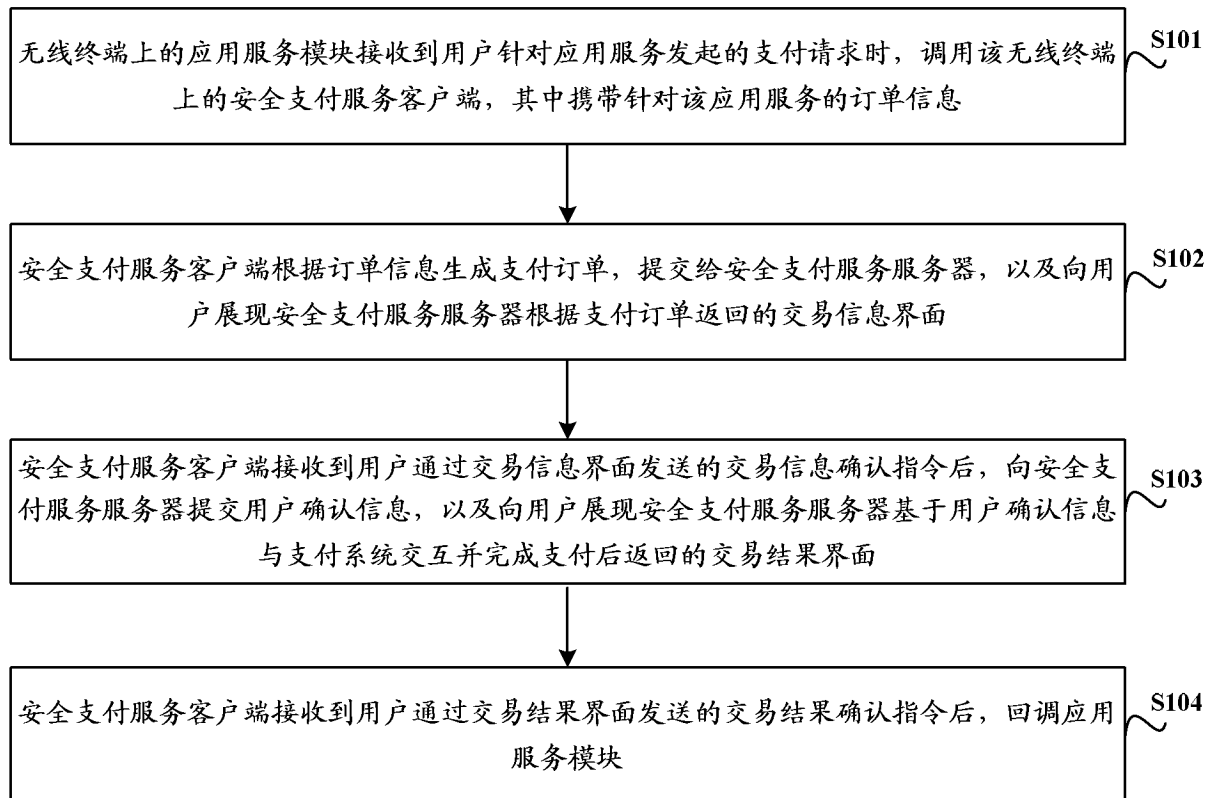 无线终端上的应用服务模块接收到用户针对应用服务发起的支付请求时，调用该无线终端
上的安全支付服务客户端，其中携带针对该应用服务的订单信息
S101
安全支付服务客户端根据订单信息生成支付订单，提交给安全支付服务服务器，以及向用
户展现安全支付服务服务器根据支付订单返回的交易信息界面
S102
安全支付服务客户端接收到用户通过交易信息界面发送的交易信息确认指令后，向安全支
付服务服务器提交用户确认信息，以及向用户展现安全支付服务服务器基于用户确认信息
与支付系统交互并完成支付后返回的交易结果界面
S103
安全支付服务客户端接收到用户通过交易结果界面发送的交易结果确认指令后，回调应用
服务模块
S104